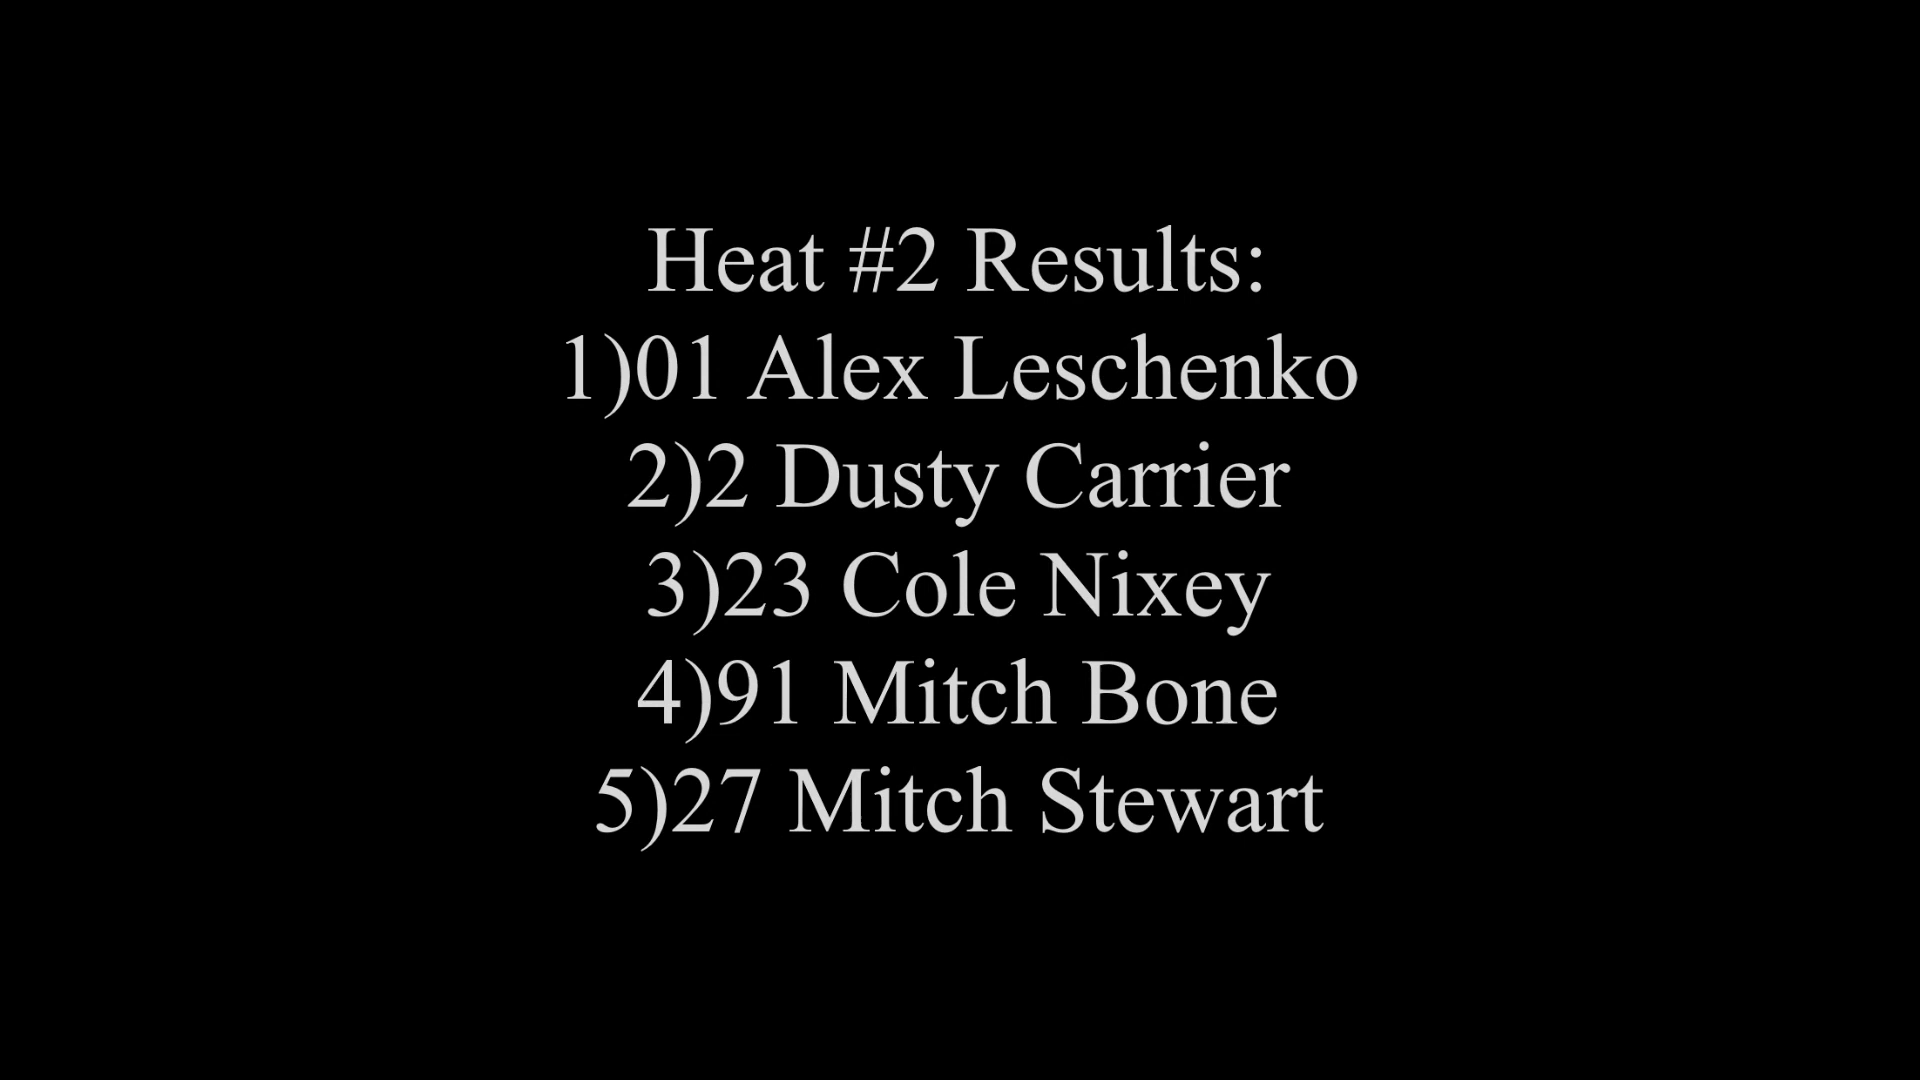 Heat #2 Results:
1)01 Alex Leschenko
2)2 Dusty Carrier
3)23 Cole Nixey
4)91 Mitch Bone
5)27 Mitch Stewart